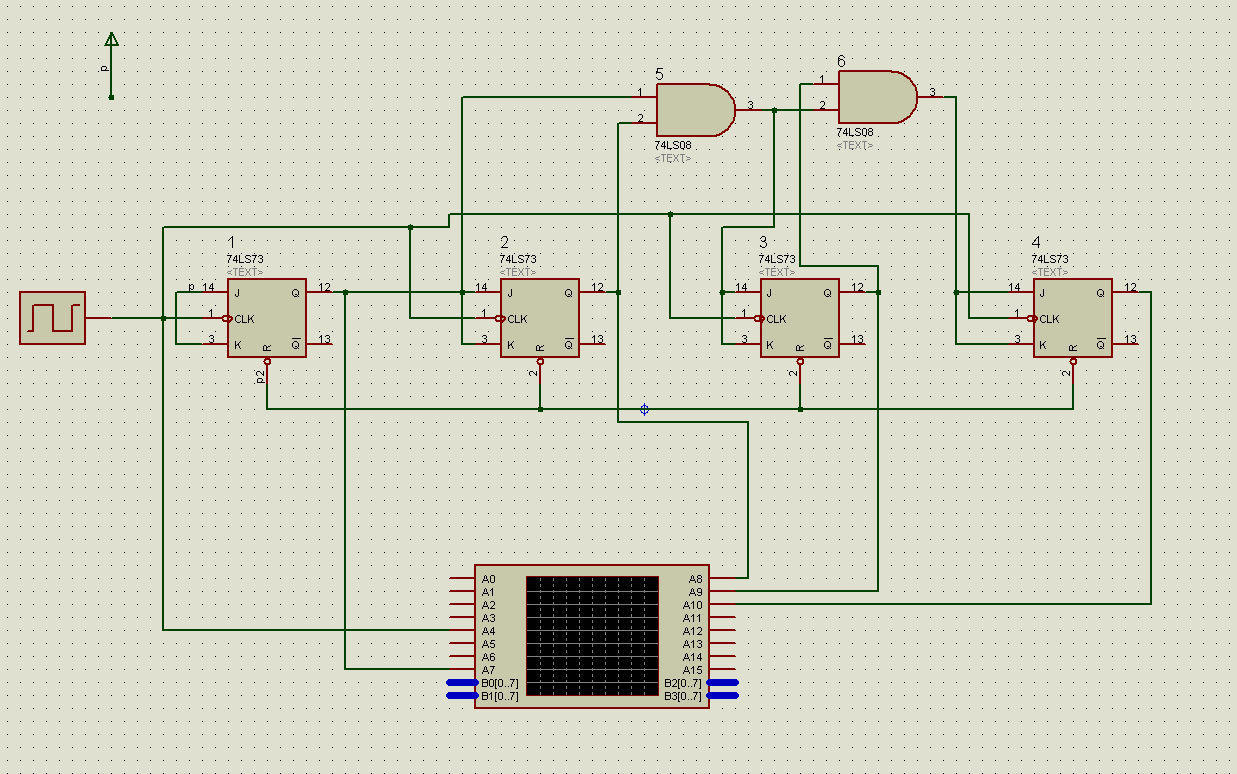 p
5
1
2
3
74LS08
<TEXT>
6
1
2
3
74LS08
<TEXT>
1
74LS73
<TEXT>
p 14 J Q 12
1 CLK
3 K Q 13
R
p2
2
74LS73
<TEXT>
14 J Q 12
1 CLK
3 K Q 13
R
2
3
74LS73
<TEXT>
14 J Q 12
1 CLK
3 K Q 13
R
2
4
74LS73
<TEXT>
14 J Q 12
1 CLK
3 K Q 13
R
2
A0 A8
A1 A9
A2 A10
A3 A11
A4 A12
A5 A13
A6 A14
A7 A15
B0[0..7] B2[0..7]
B1[0..7] B3[0..7]